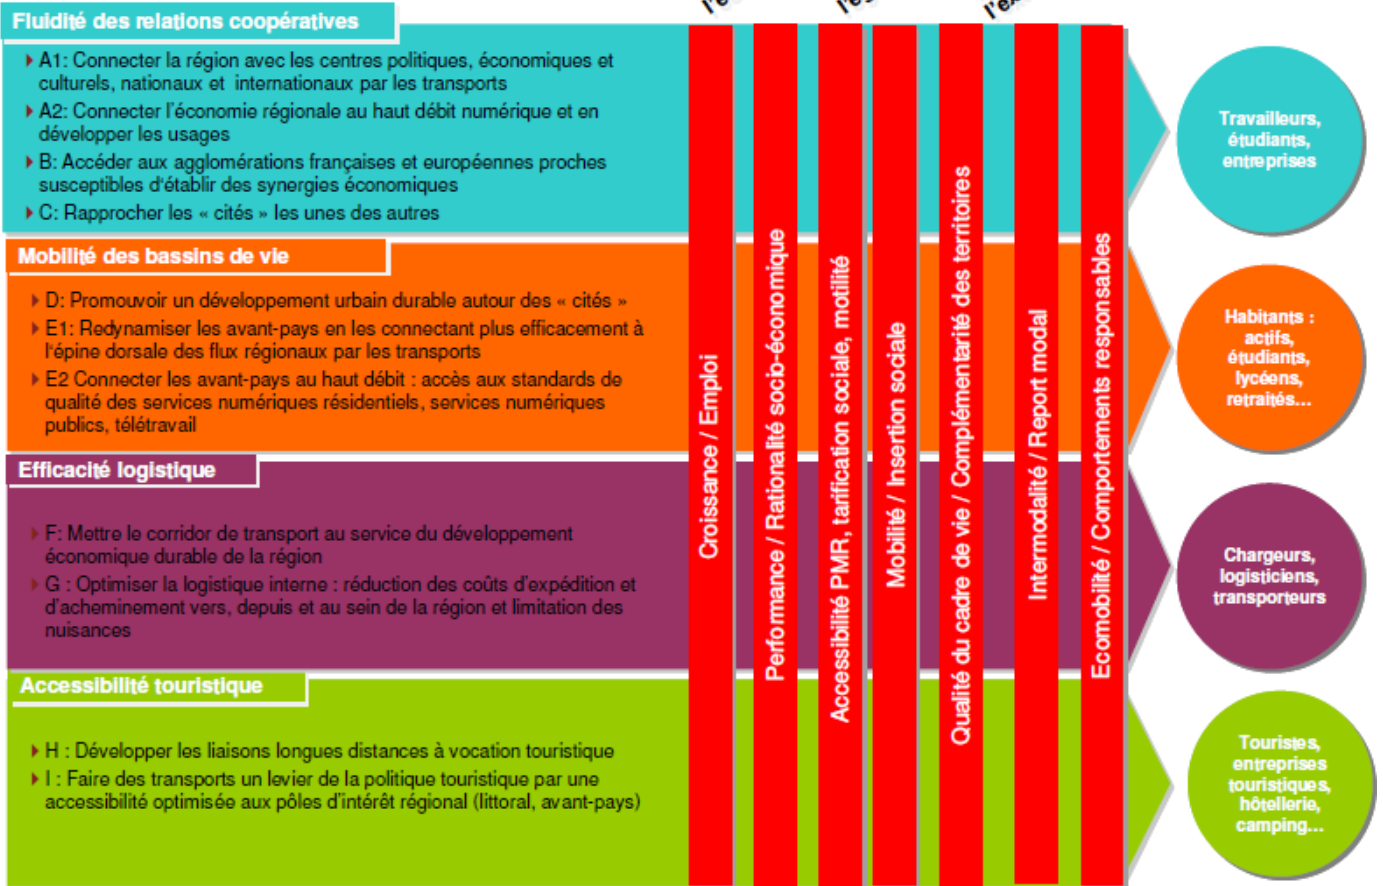 Fluidité des relations coopératives
A1: Connecter la région avec les centres politiques, économiques et
culturels, nationaux et internationaux par les transports
A2: Connecter l'économie régionale au haut débit numérique et en
développer les usages
B: Accéder aux agglomérations françaises et européennes proches
susceptibles d'établir des synergies économiques
C: Rapprocher les « cités » les unes des autres
Travailleurs,
étudiants,
entreprises
Mobilité des bassins de vie
D: Promouvoir un développement urbain durable autour des « cités »
E1: Redynamiser les avant-pays en les connectant plus efficacement à
l'épine dorsale des flux régionaux par les transports
E2 Connecter les avant-pays au haut débit : accès aux standards de
qualité des services numériques résidentiels, services numériques
publics, télétravail
Habitants :
actifs,
étudiants,
lycéens,
retraités...
Efficacité logistique
F: Mettre le corridor de transport au service du développement
économique durable de la région
G : Optimiser la logistique interne : réduction des coûts d'expédition et
d'acheminement vers, depuis et au sein de la région et limitation des
nuisances
Chargeurs,
logisticiens,
transporteurs
Accessibilité touristique
H : Développer les liaisons longues distances à vocation touristique
I : Faire des transports un levier de la politique touristique par une
accessibilité optimisée aux pôles d'intérêt régional (littoral, avant-pays)
Touristes,
entreprises
touristiques,
hôtellerie,
camping...
Croissance / Emploi
Performance / Rationalité socio-économique
Accessibilité PMR, tarification sociale, motilité
Mobilité / Insertion sociale
Qualité du cadre de vie / Complémentarité des territoires
Intermodalité / Report modal
Ecomobilité / Comportements responsables